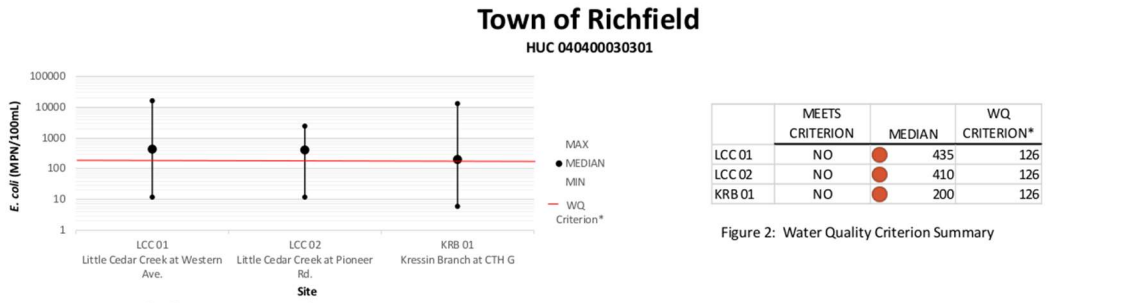 Town of Richfield
HUC 040400030301
E. coli (MPN/100mL)
100000
10000
1000
100
10
1
LCC 01
Little Cedar Creek at Western
Ave.
LCC 02
Little Cedar Creek at Pioneer
Rd.
KRB 01
Kressin Branch at CTH G
Site
MAX
MEDIAN
MIN
WQ
Criterion*
MEETS
CRITERION MEDIAN WQ
CRITERION*
LCC 01 NO 435 126
LCC 02 NO 410 126
KRB 01 NO 200 126
Figure 2: Water Quality Criterion Summary